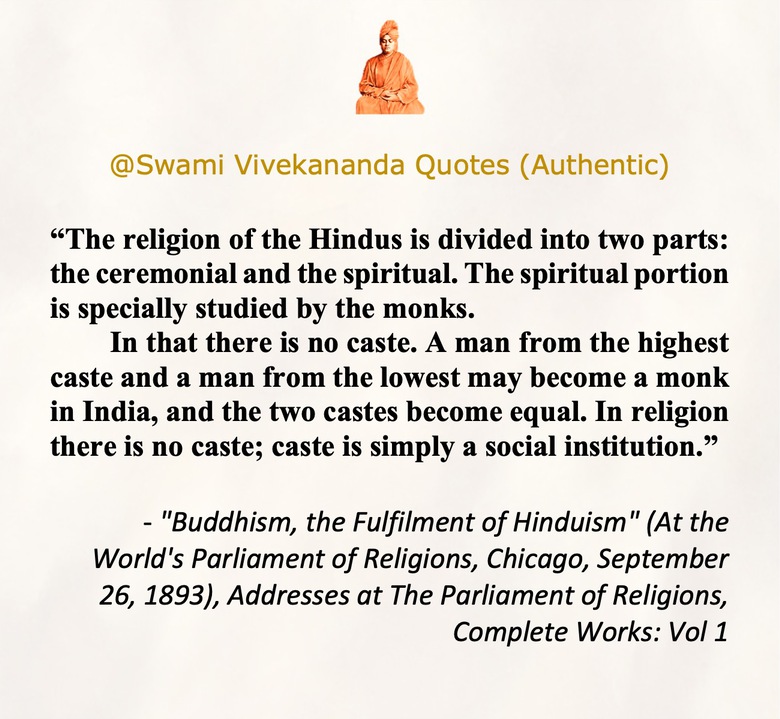 @Swami Vivekananda Quotes (Authentic)
“The religion of the Hindus is divided into two parts:
the ceremonial and the spiritual. The spiritual portion
is specially studied by the monks.
In that there is no caste. A man from the highest
caste and a man from the lowest may become a monk
in India, and the two castes become equal. In religion
there is no caste; caste is simply a social institution.”
- "Buddhism, the Fulfilment of Hinduism" (At the
World's Parliament of Religions, Chicago, September
26, 1893), Addresses at The Parliament of Religions,
Complete Works: Vol 1